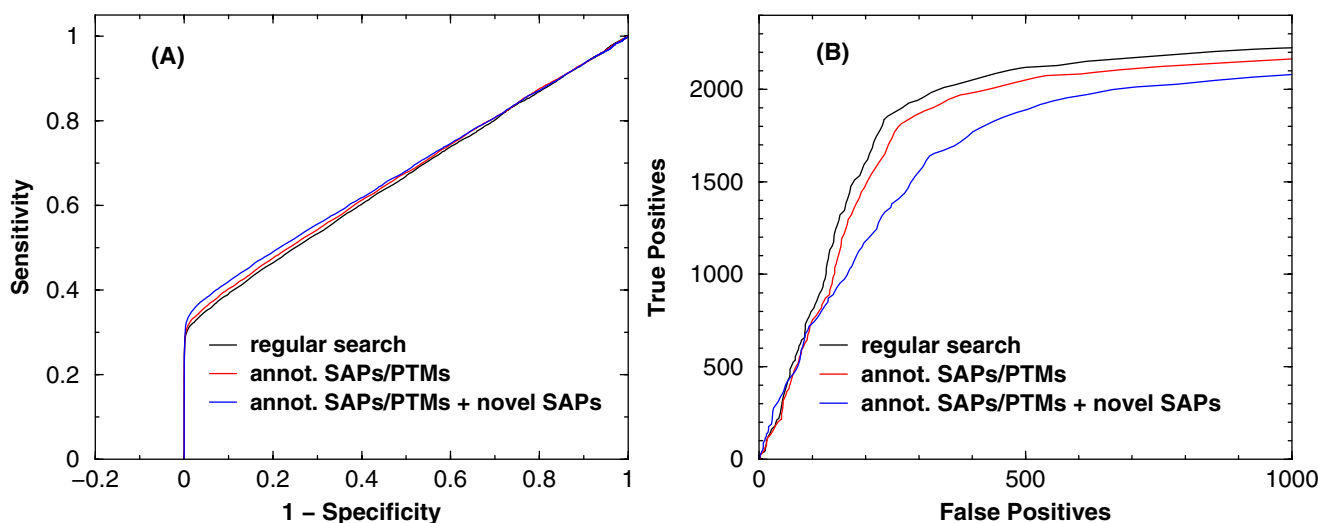 (A)
1
0.8
0.6
0.4
0.2
0
Sensitivity
regular search
annot. SAPs/PTMs
annot. SAPs/PTMs + novel SAPs
−0.2 0 0.2 0.4 0.6 0.8 1
1 − Specificity
(B)
2000
1500
1000
500
0
True Positives
regular search
annot. SAPs/PTMs
annot. SAPs/PTMs + novel SAPs
0 500 1000
False Positives